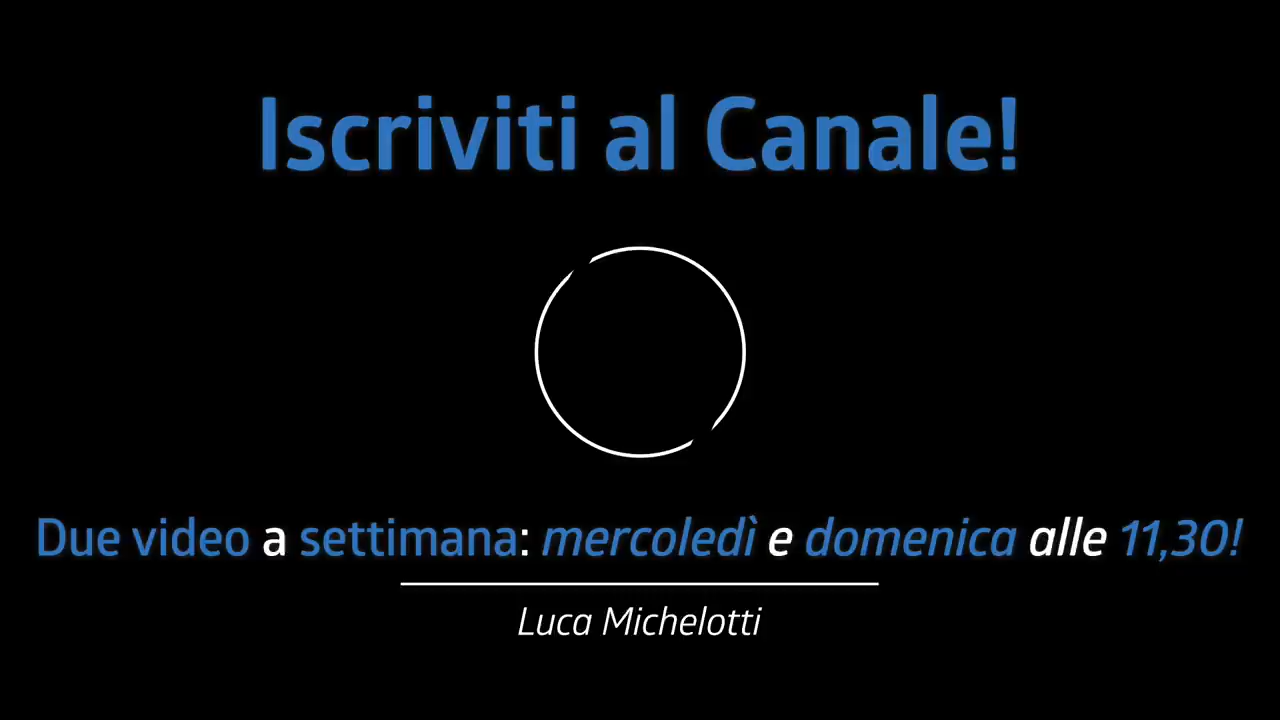 Iscriviti al Canale!
Due video a settimana: mercoledì e domenica alle 11,30!
Luca Michelotti